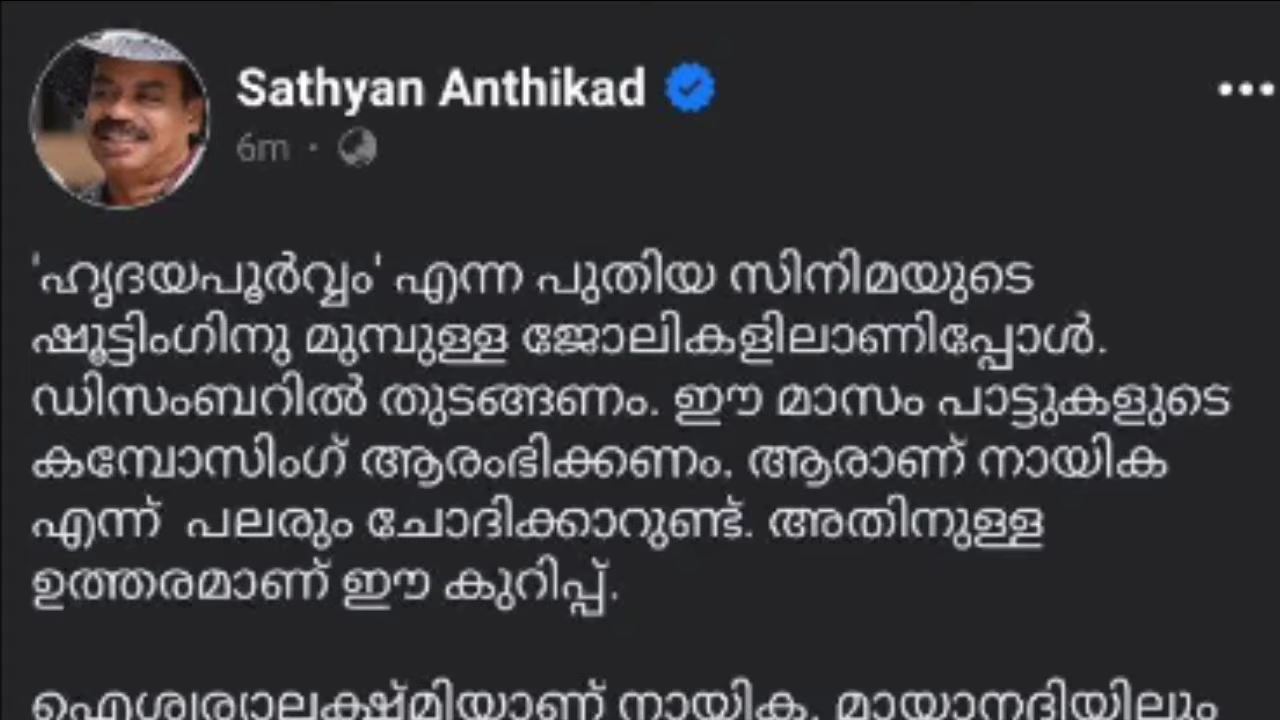 Sathyan Anthikad
6m ·
'ഹൃദയപൂർവ്വം' എന്ന പുതിയ സിനിമയുടെ
ഷൂട്ടിംഗിനു മുമ്പുള്ള ജോലികളിലാണിപ്പോൾ.
ഡിസംബറിൽ തുടങ്ങണം. ഈ മാസം പാട്ടുകളുടെ
കമ്പോസിംഗ് ആരംഭിക്കണം. ആരാണ് നായിക
എന്ന് പലരും ചോദിക്കാറുണ്ട്. അതിനുള്ള
ഉത്തരമാണ് ഈ കുറിപ്പ്.
ഐശ്വര്യാലക്ഷ്മിയാണ് നായിക. മായാനദിയിലും